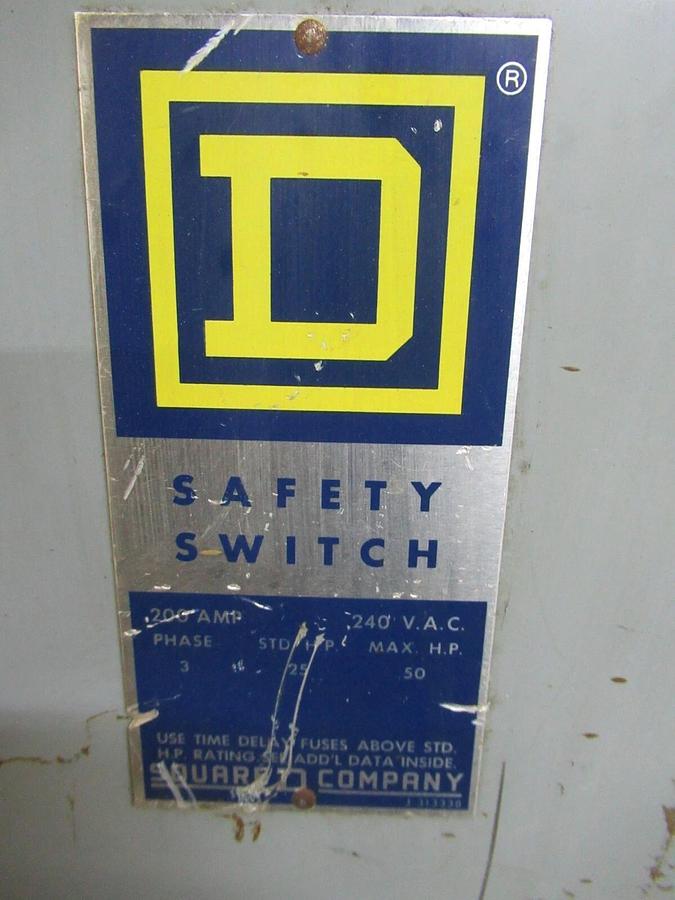 D ®
SAFETY
SWITCH
200 AMP 240 V.A.C.
PHASE STD. H.P. MAX. H.P.
3 25 50
USE TIME DELAY FUSES ABOVE STD.
H.P. RATING. SEE ADD'L DATA INSIDE.
SQUARE D COMPANY